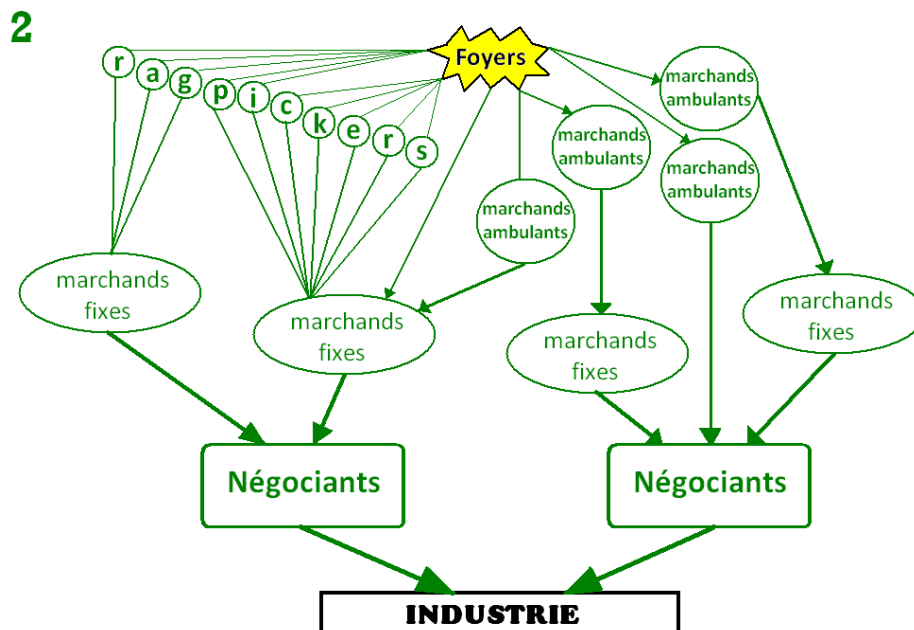 2
Foyers
r a g p i c k e r s
marchands
ambulants
marchands
ambulants
marchands
ambulants
marchands
ambulants
marchands
fixes
marchands
fixes
marchands
fixes
marchands
fixes
Négociants
Négociants
INDUSTRIE